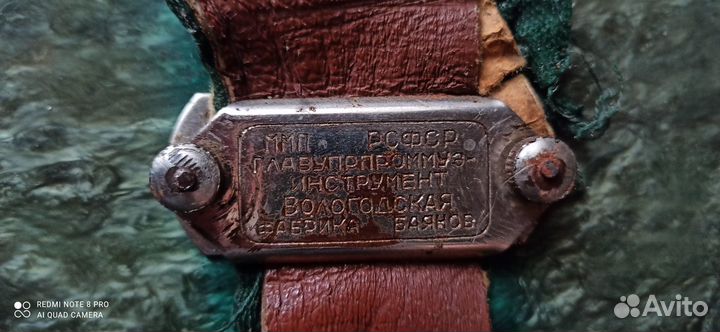 ММП РСФСР
ГЛАВУПРПРОММУЗ-
ИНСТРУМЕНТ
ВОЛОГОДСКАЯ
ФАБРИКА БАЯНОВ
REDMI NOTE 8 PRO
AI QUAD CAMERA
Avito